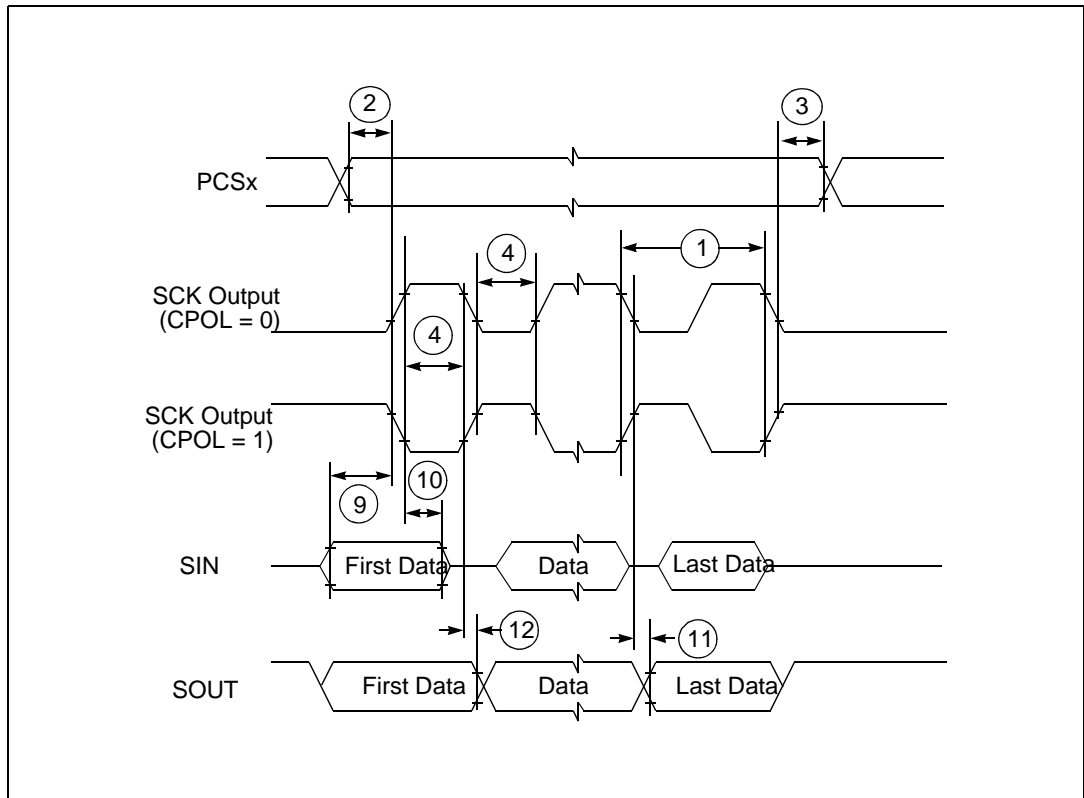 2
3
PCSx
4
1
SCK Output
(CPOL = 0)
4
SCK Output
(CPOL = 1)
9
10
SIN
First Data
Data
Last Data
12
11
SOUT
First Data
Data
Last Data